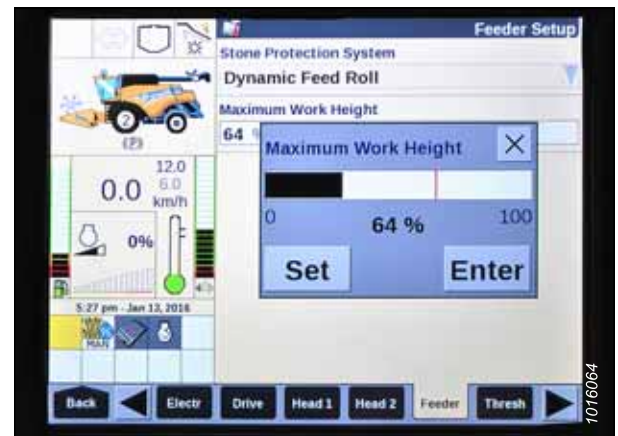 Feeder Setup
Stone Protection System
Dynamic Feed Roll
Maximum Work Height
64
Maximum Work Height
0
64 %
100
Set
Enter
2
(P)
12.0
6.0
0.0
km/h
0%
5:27 pm - Jan 13, 2016
MAN
Back
Electr
Drive
Head 1
Head 2
Feeder
Thresh
1016064